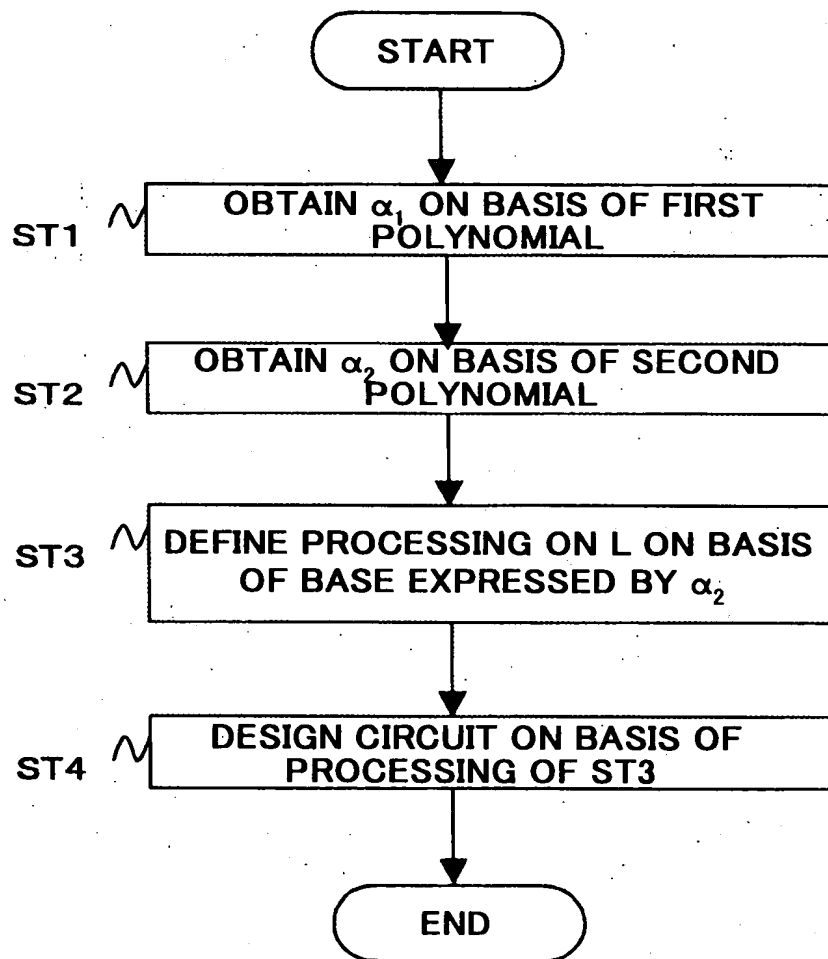 START
ST1
OBTAIN α₁ ON BASIS OF FIRST
POLYNOMIAL
ST2
OBTAIN α₂ ON BASIS OF SECOND
POLYNOMIAL
ST3
DEFINE PROCESSING ON L ON BASIS
OF BASE EXPRESSED BY α₂
ST4
DESIGN CIRCUIT ON BASIS OF
PROCESSING OF ST3
END